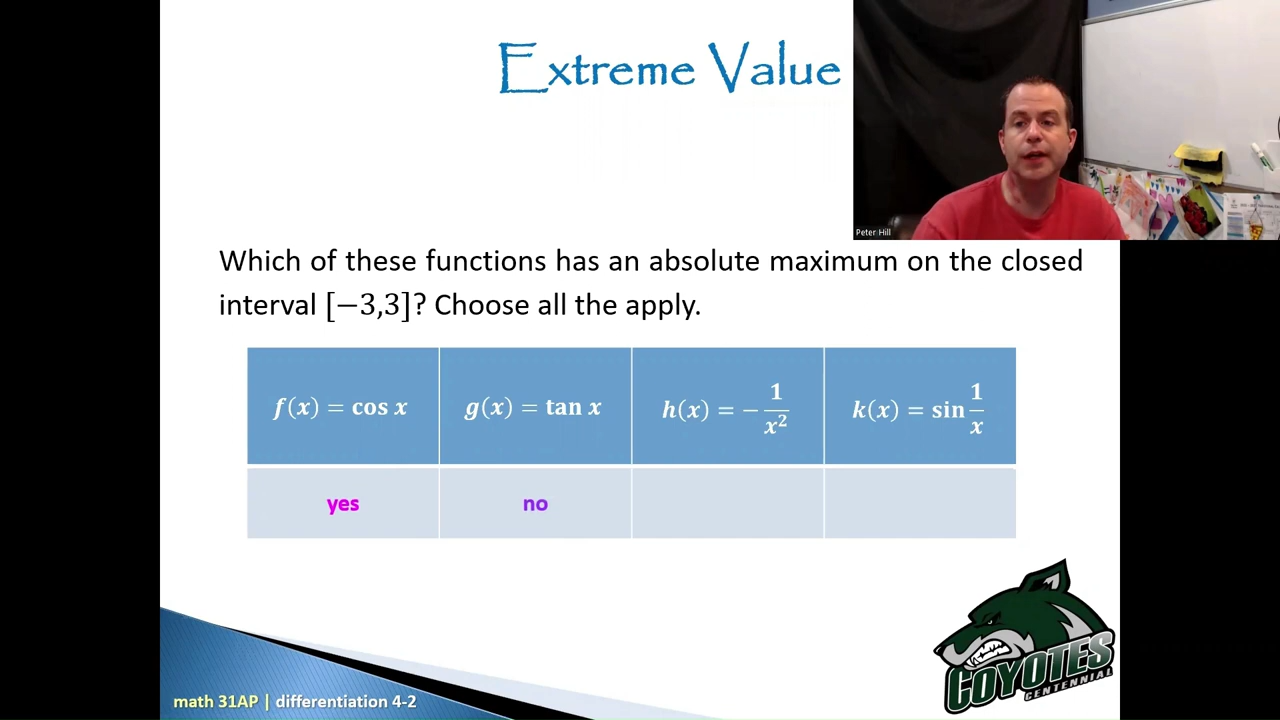 Extreme Value
Peter Hill
Which of these functions has an absolute maximum on the closed
interval [−3,3]? Choose all the apply.
f(x) = cos x
g(x) = tan x
h(x) = − 1/x²
k(x) = sin 1/x
yes
no
COYOTES
CENTENNIAL
math 31AP | differentiation 4-2